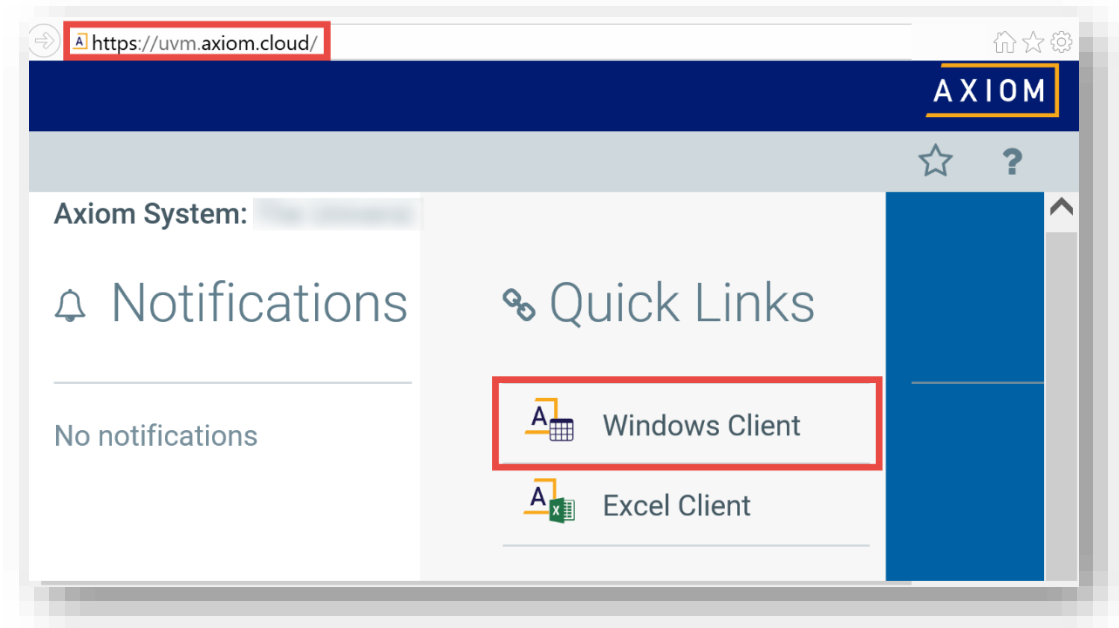 https://uvm.axiom.cloud/
AXIOM
?
Axiom System:
Notifications
Quick Links
No notifications
Windows Client
Excel Client